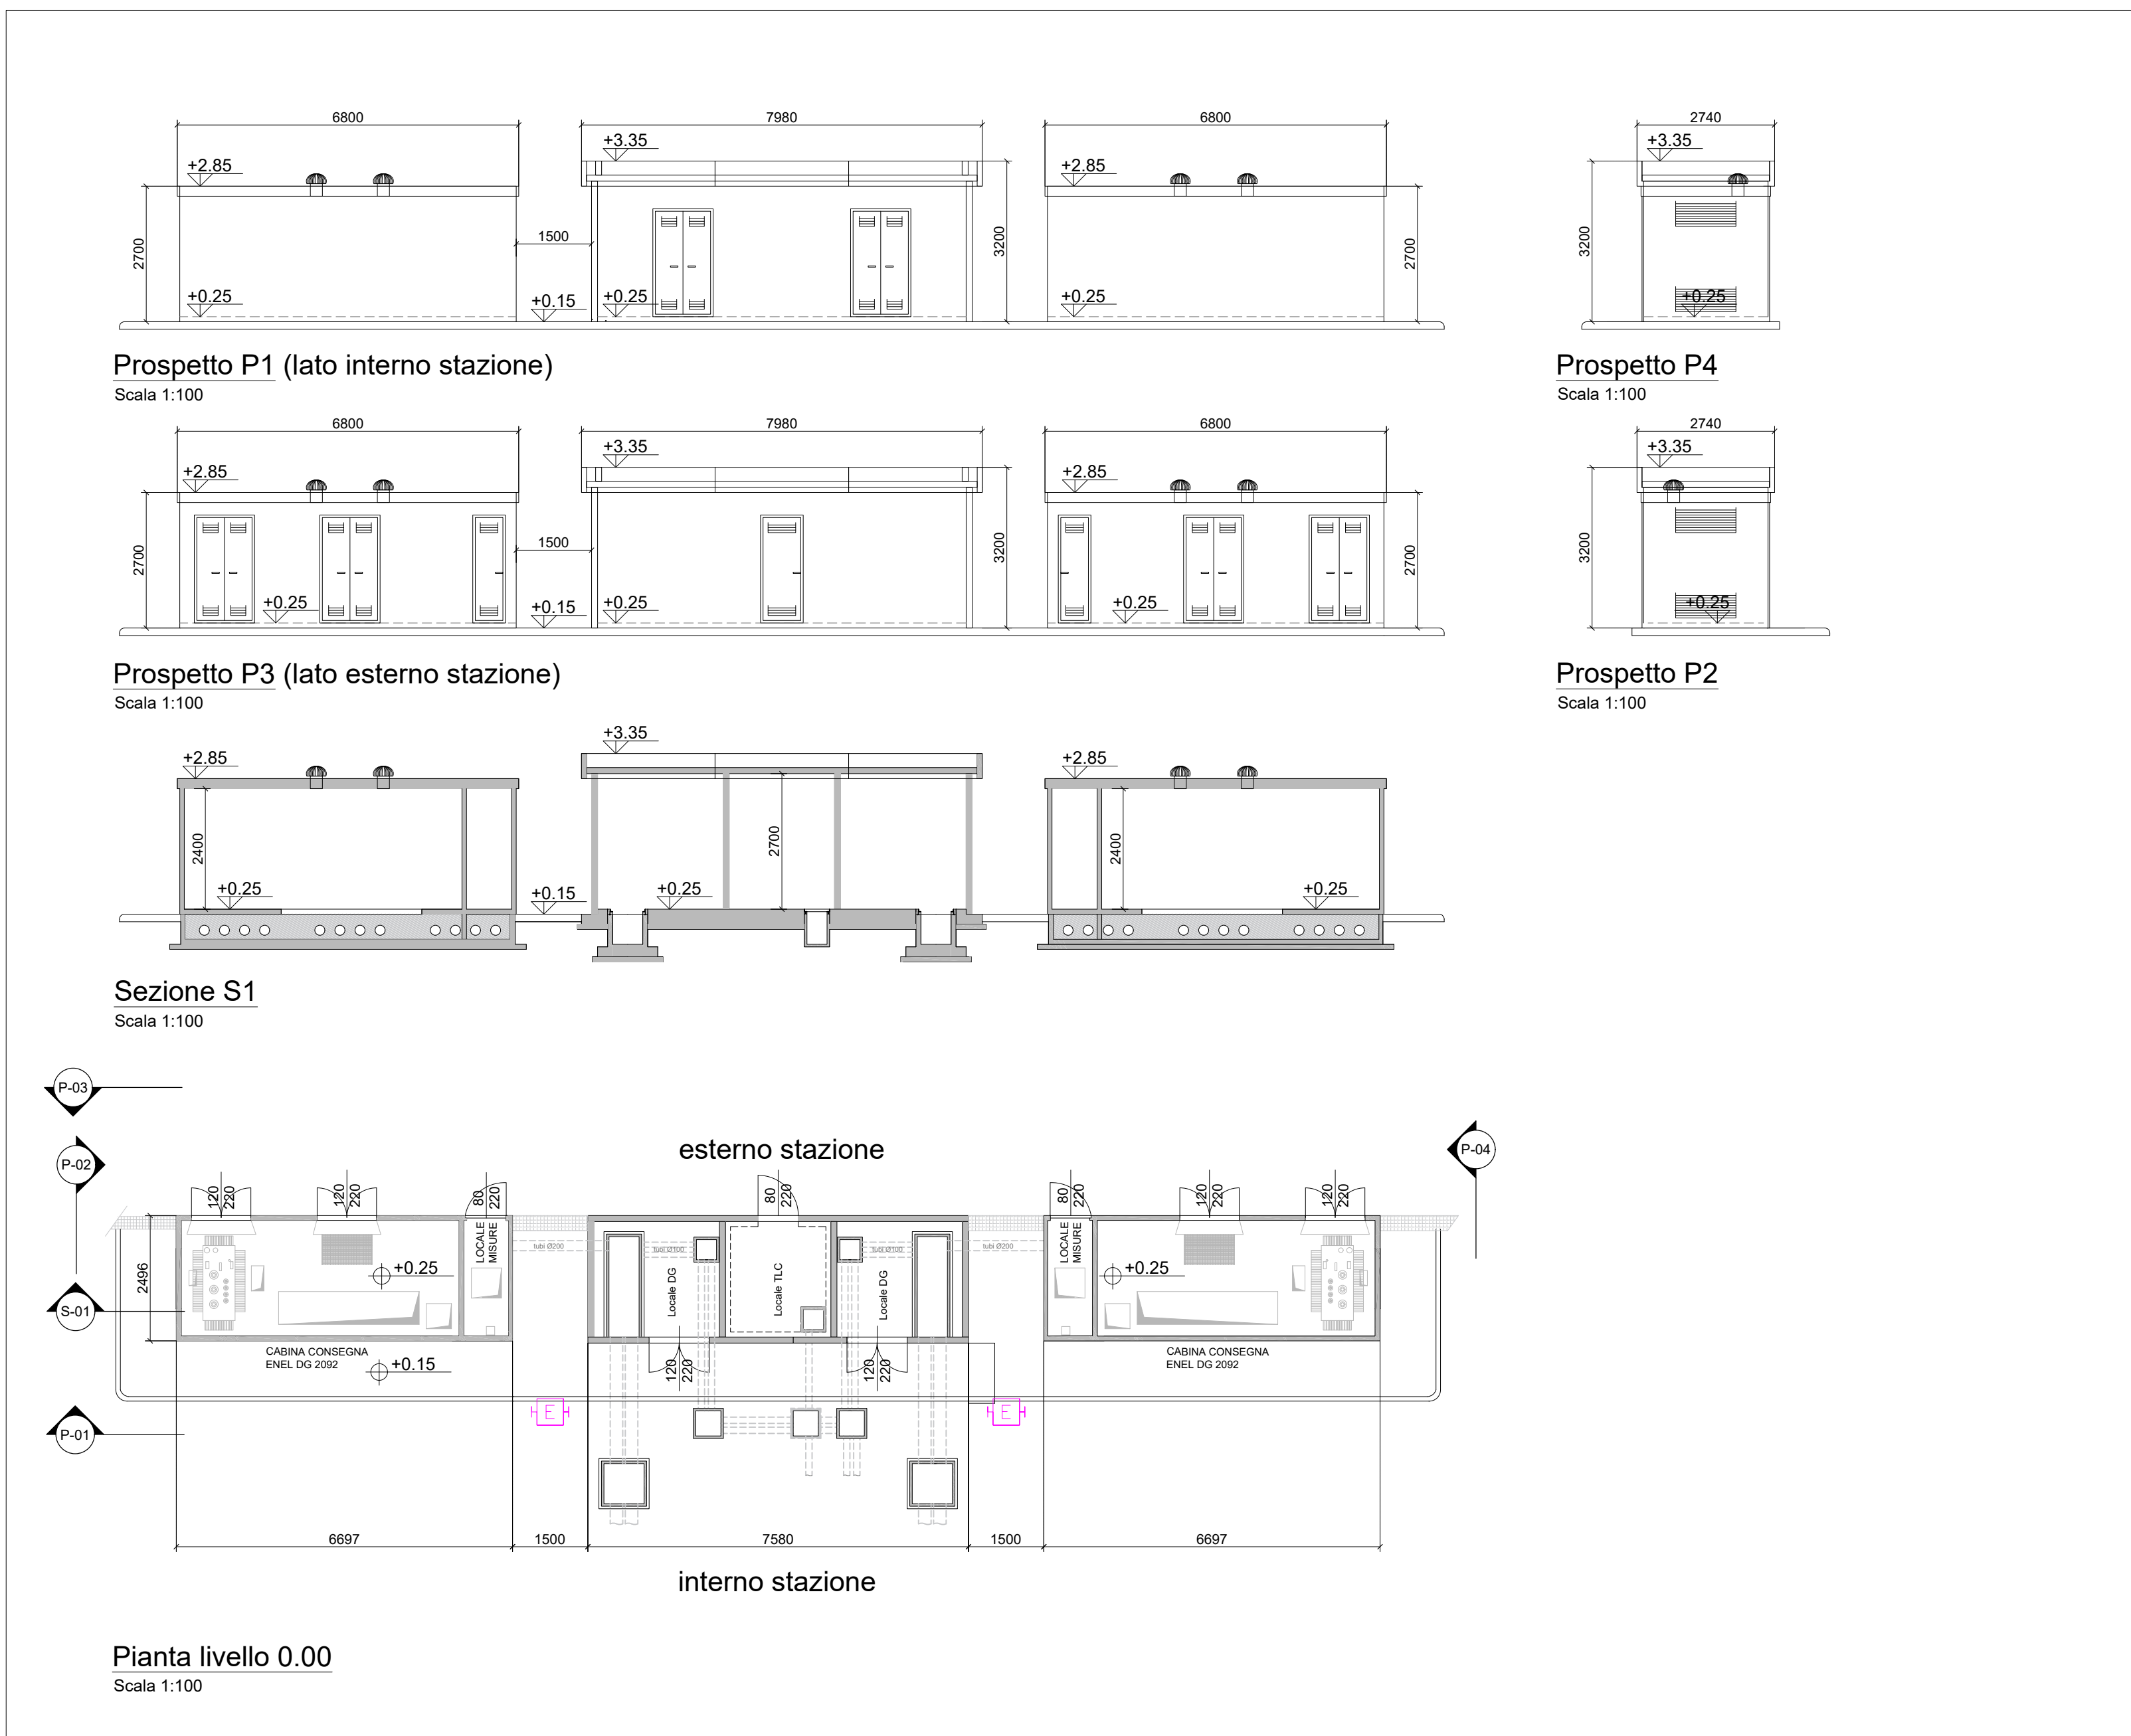 6800
7980
6800
2740
+3.35
+3.35
+2.85
+2.85
1500
2700
3200
2700
3200
+0.25
+0.15
+0.25
+0.25
+0.25
Prospetto P1 (lato interno stazione)
Scala 1:100
Prospetto P4
Scala 1:100
6800
7980
6800
2740
+3.35
+3.35
+2.85
+2.85
1500
2700
3200
2700
3200
+0.25
+0.15
+0.25
+0.25
+0.25
Prospetto P3 (lato esterno stazione)
Scala 1:100
Prospetto P2
Scala 1:100
+3.35
+2.85
+2.85
2400
2700
2400
+0.25
+0.15
+0.25
+0.25
Sezione S1
Scala 1:100
P-03
esterno stazione
P-02
P-04
120
220
120
220
80
220
80
220
80
220
120
220
120
220
LOCALE
MISURE
LOCALE
MISURE
tubi Ø200
tubi Ø100
tubi Ø100
tubi Ø200
2496
+0.25
Locale DG
Locale TLC
Locale DG
+0.25
S-01
CABINA CONSEGNA
ENEL DG 2092
+0.15
120
220
120
220
CABINA CONSEGNA
ENEL DG 2092
E
E
P-01
6697
1500
7580
1500
6697
interno stazione
Pianta livello 0.00
Scala 1:100